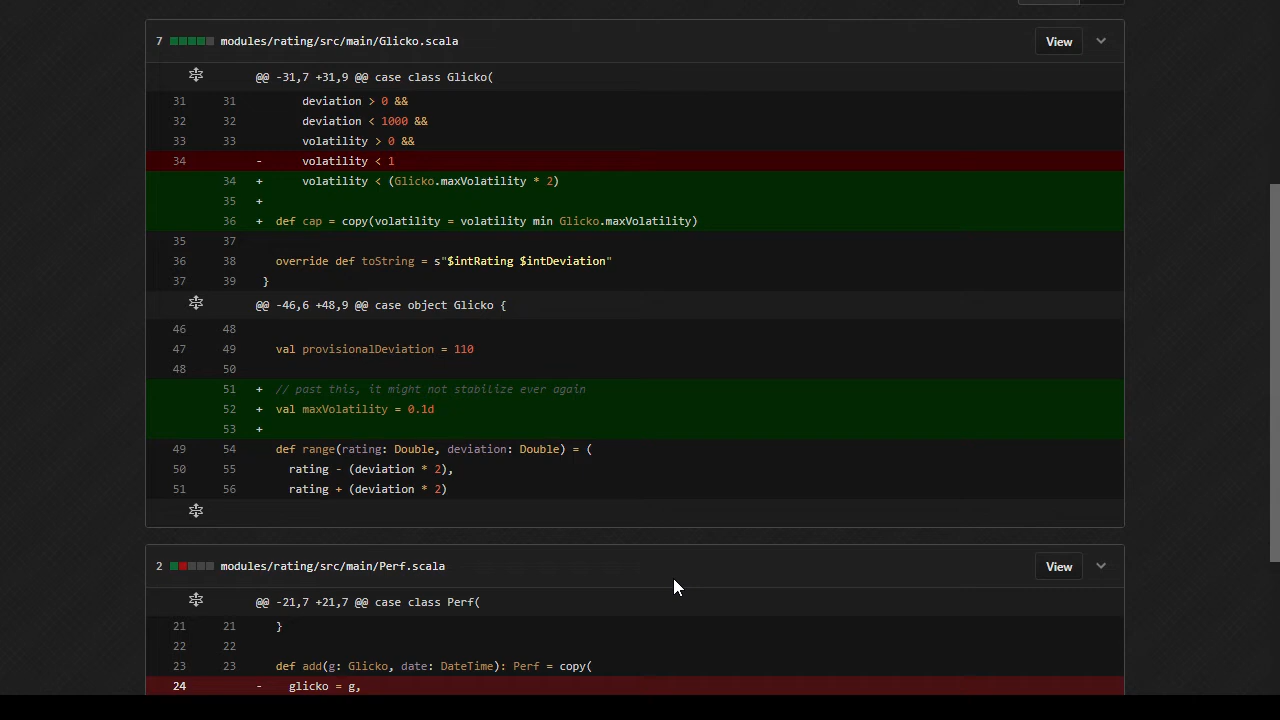 7 modules/rating/src/main/Glicko.scala View
@@ -31,7 +31,9 @@ case class Glicko(
31 31 deviation > 0 &&
32 32 deviation < 1000 &&
33 33 volatility > 0 &&
34 - volatility < 1
34 + volatility < (Glicko.maxVolatility * 2)
35 +
36 + def cap = copy(volatility = volatility min Glicko.maxVolatility)
35 37
36 38 override def toString = s"$intRating $intDeviation"
37 39 }
@@ -46,6 +48,9 @@ case object Glicko {
46 48
47 49 val provisionalDeviation = 110
48 50
51 + // past this, it might not stabilize ever again
52 + val maxVolatility = 0.1d
53 +
49 54 def range(rating: Double, deviation: Double) = (
50 55 rating - (deviation * 2),
51 56 rating + (deviation * 2)
2 modules/rating/src/main/Perf.scala View
@@ -21,7 +21,7 @@ case class Perf(
21 21 }
22 22
23 23 def add(g: Glicko, date: DateTime): Perf = copy(
24 - glicko = g,